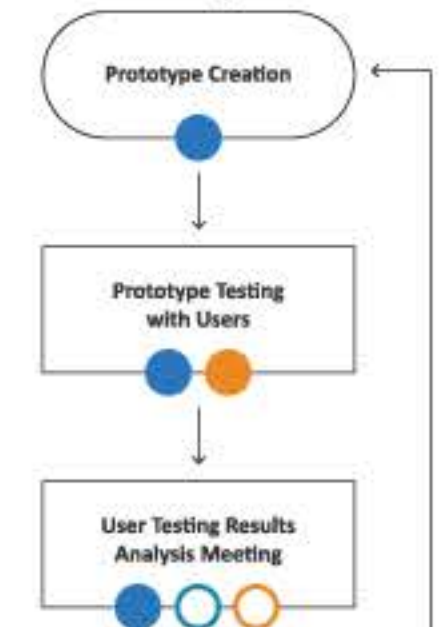 Prototype Creation
Prototype Testing
with Users
User Testing Results
Analysis Meeting